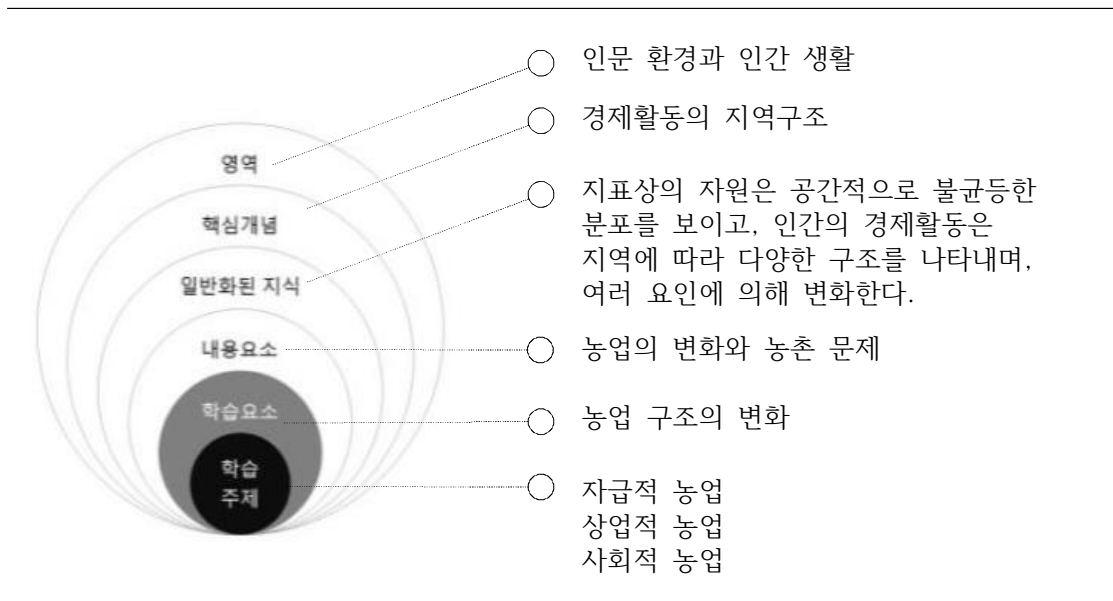 영역
핵심개념
일반화된 지식
내용요소
학습요소
학습
주제
인문 환경과 인간 생활
경제활동의 지역구조
지표상의 자원은 공간적으로 불균등한
분포를 보이고, 인간의 경제활동은
지역에 따라 다양한 구조를 나타내며,
여러 요인에 의해 변화한다.
농업의 변화와 농촌 문제
농업 구조의 변화
자급적 농업
상업적 농업
사회적 농업